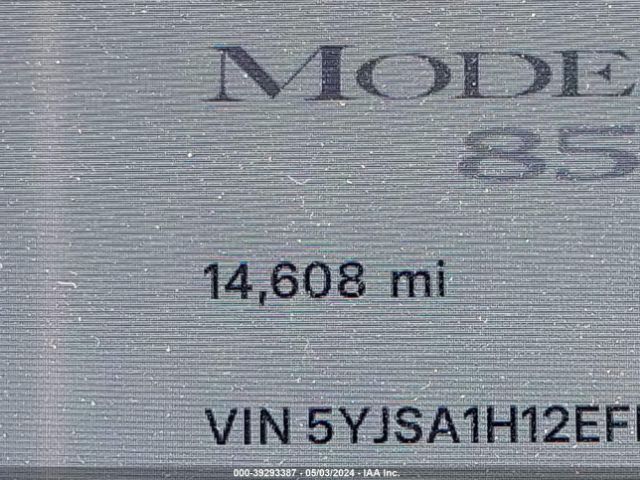 MODE
85
14,608 mi
VIN 5YJSA1H12EF
000-39293387 - 05/03/2024 - IAA Inc.